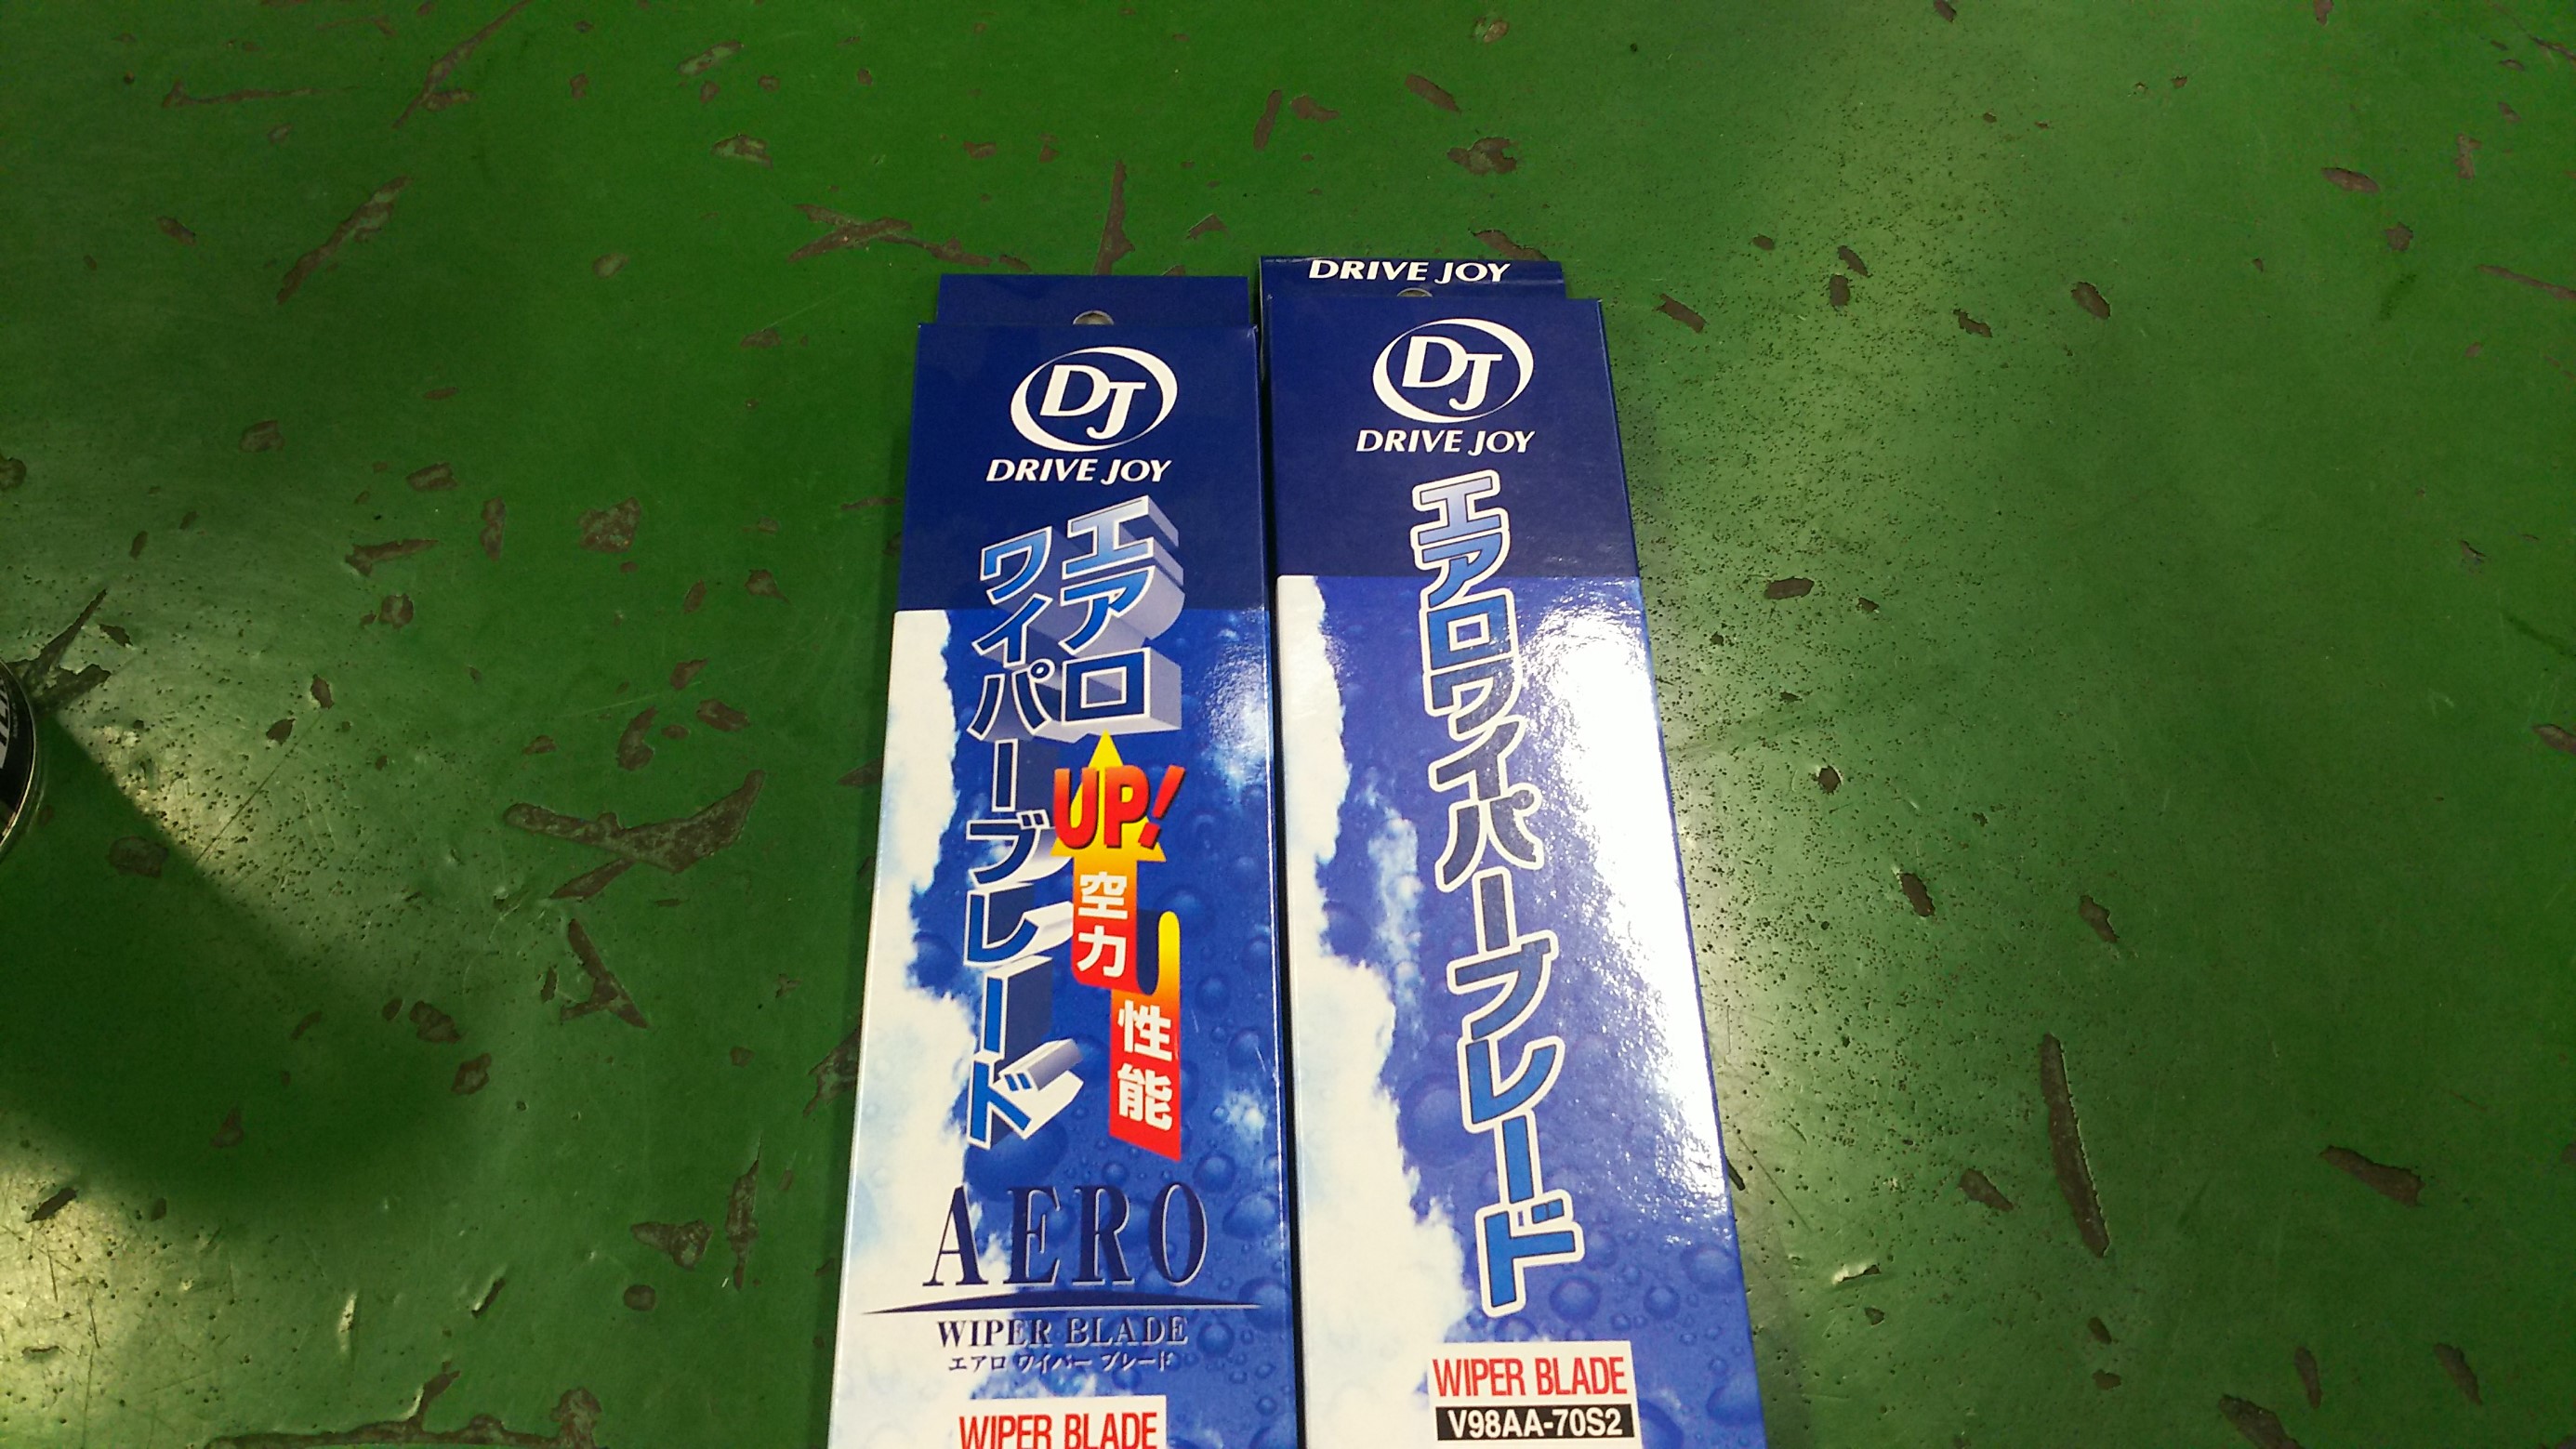 DJ
DRIVE JOY
エアロ
ワイパーブレード
UP!
空力
性能
AERO
WIPER BLADE
エアロ ワイパー ブレード
WIPER BLADE
DRIVE JOY
DJ
DRIVE JOY
エアロワイパーブレード
WIPER BLADE
V98AA-70S2